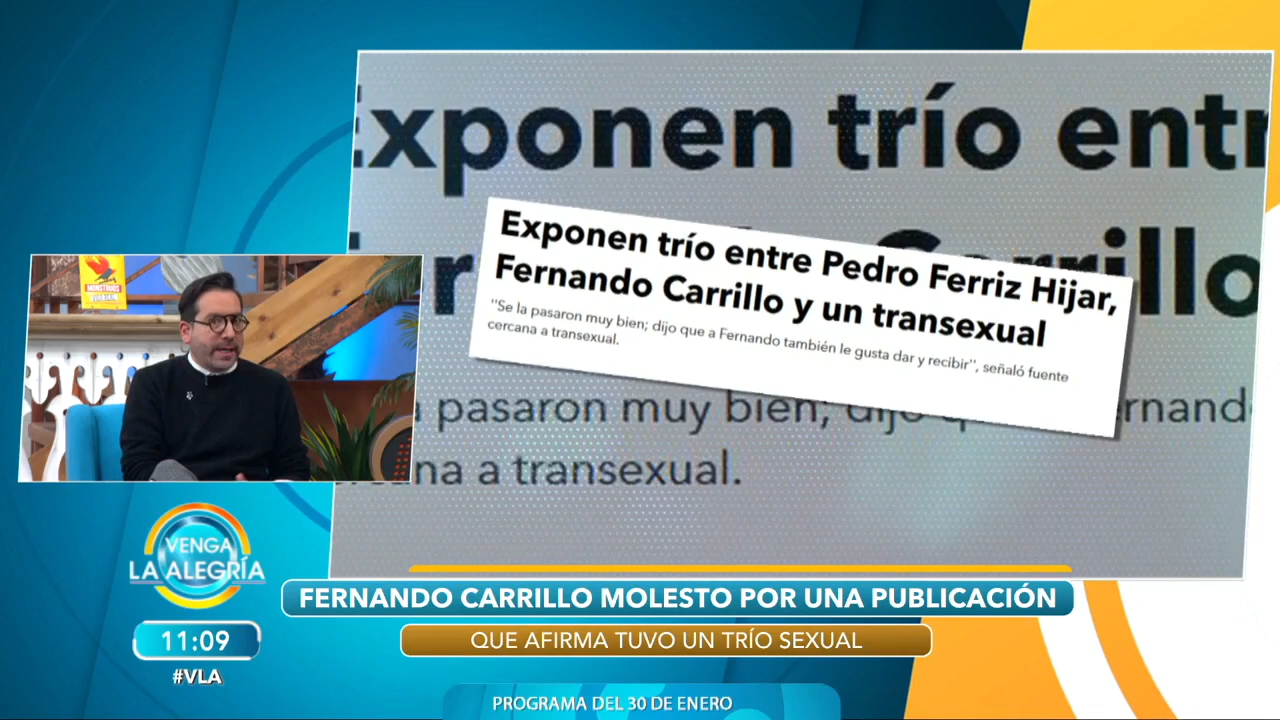 Exponen trío entr
Carrillo
pasaron muy bien; dijo
a transexual.
Exponen trío entre Pedro Ferriz Hijar,
Fernando Carrillo y un transexual
"Se la pasaron muy bien; dijo que a Fernando también le gusta dar y recibir", señaló fuente
cercana a transexual.
MONSTRUOS
VENGA
LA ALEGRÍA
FERNANDO CARRILLO MOLESTO POR UNA PUBLICACIÓN
11:09
QUE AFIRMA TUVO UN TRÍO SEXUAL
#VLA
PROGRAMA DEL 30 DE ENERO